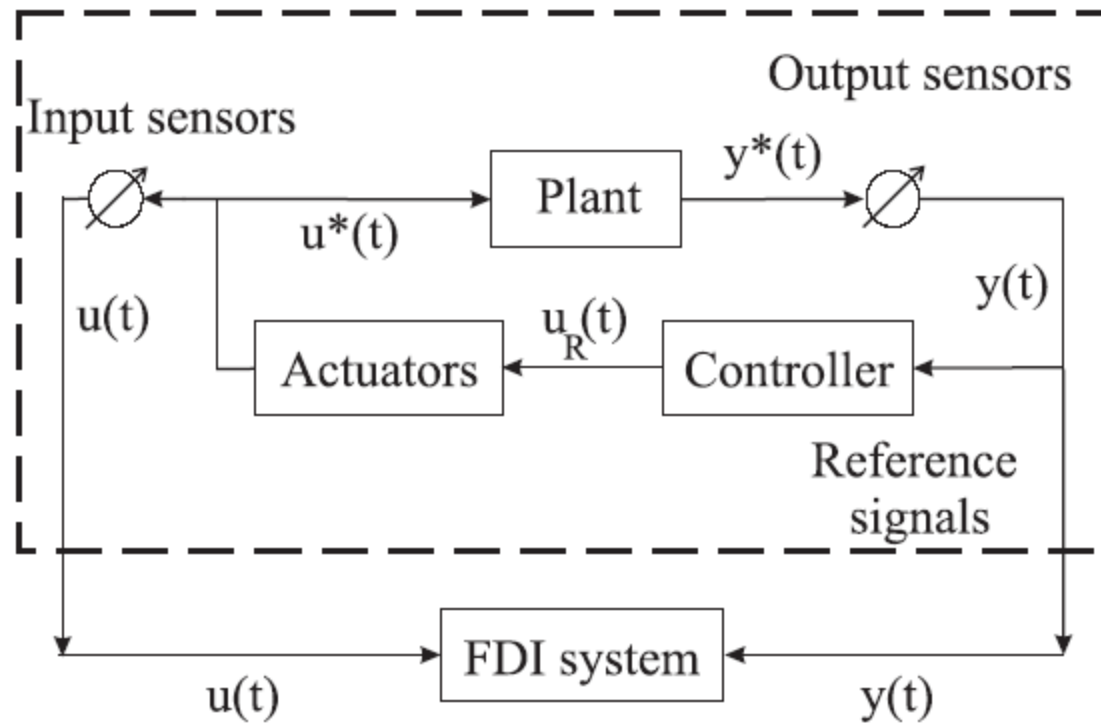 Output sensors
Input sensors
y*(t)
Plant
u*(t)
u(t)
y(t)
u_R(t)
Actuators
Controller
Reference
signals
FDI system
u(t)
y(t)